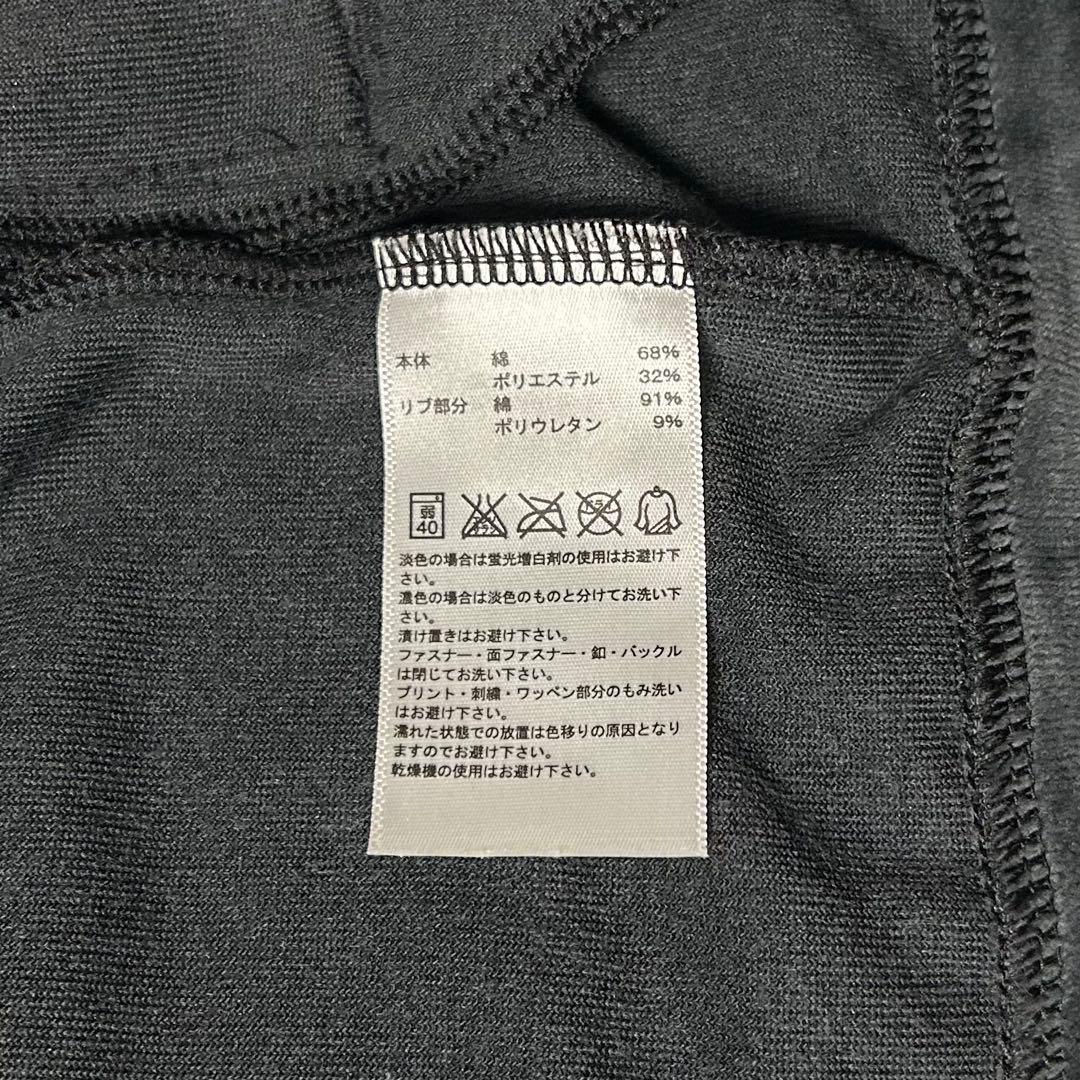 本体 綿 68%
ポリエステル 32%
リブ部分 綿 91%
ポリウレタン 9%
弱
40
エンソサラシ
ドライ
淡色の場合は蛍光増白剤の使用はお避け下
さい。
濃色の場合は淡色のものと分けてお洗い下
さい。
漬け置きはお避け下さい。
ファスナー・面ファスナー・釦・バックル
は閉じてお洗い下さい。
プリント・刺繍・ワッペン部分のもみ洗い
はお避け下さい。
濡れた状態での放置は色移りの原因となり
ますのでお避け下さい。
乾燥機の使用はお避け下さい。